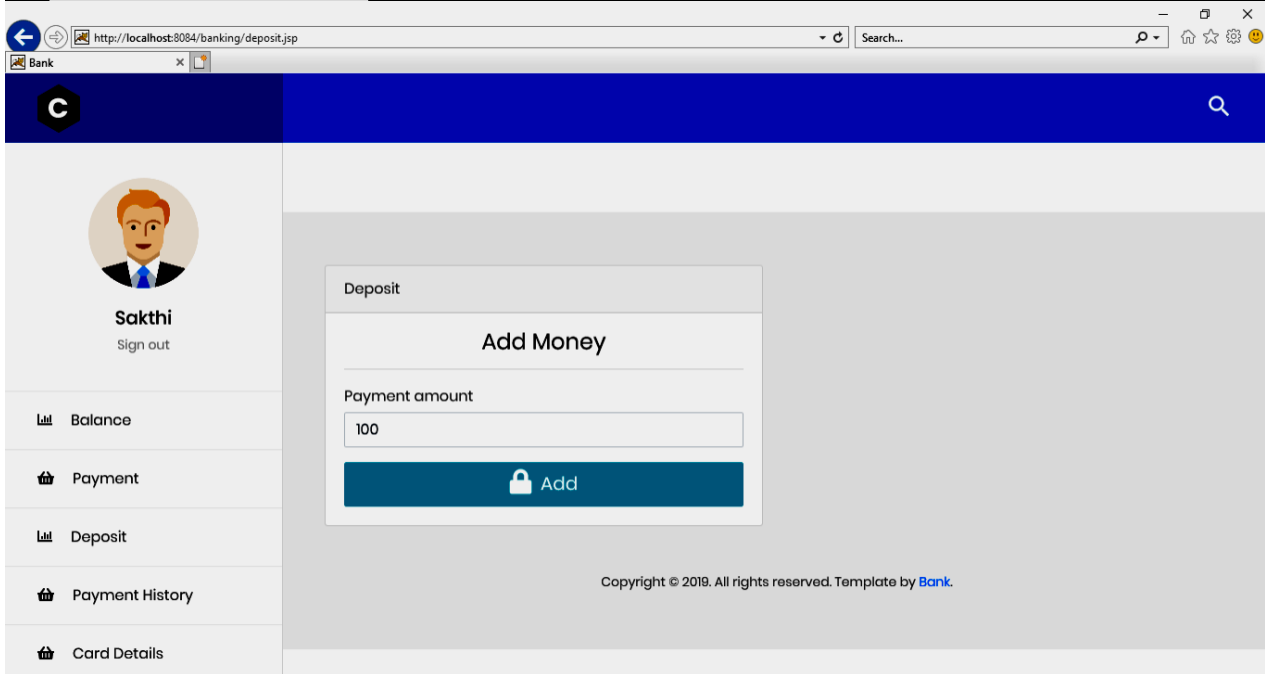 http://localhost:8084/banking/deposit.jsp
Search...
Bank
C
Sakthi
Sign out
Balance
Payment
Deposit
Payment History
Card Details
Deposit
Add Money
Payment amount
100
Add
Copyright © 2019. All rights reserved. Template by Bank.